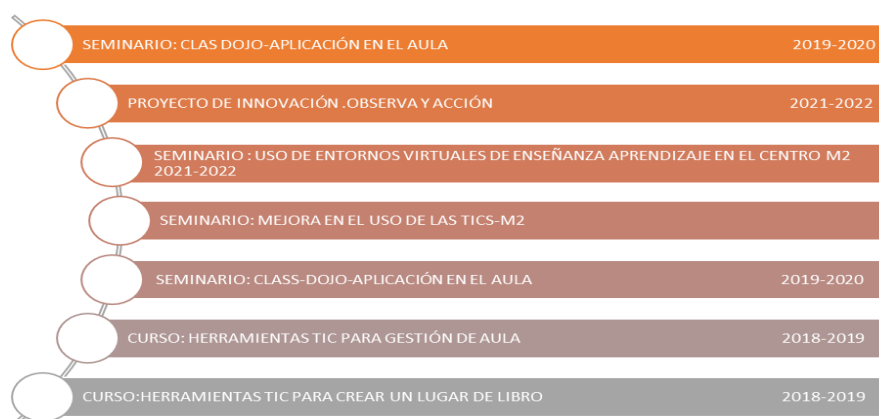 SEMINARIO: CLAS DOJO-APLICACIÓN EN EL AULA 2019-2020
PROYECTO DE INNOVACIÓN .OBSERVA Y ACCIÓN 2021-2022
SEMINARIO : USO DE ENTORNOS VIRTUALES DE ENSEÑANZA APRENDIZAJE EN EL CENTRO M2
2021-2022
SEMINARIO: MEJORA EN EL USO DE LAS TICS-M2
SEMINARIO: CLASS-DOJO-APLICACIÓN EN EL AULA 2019-2020
CURSO: HERRAMIENTAS TIC PARA GESTIÓN DE AULA 2018-2019
CURSO:HERRAMIENTAS TIC PARA CREAR UN LUGAR DE LIBRO 2018-2019